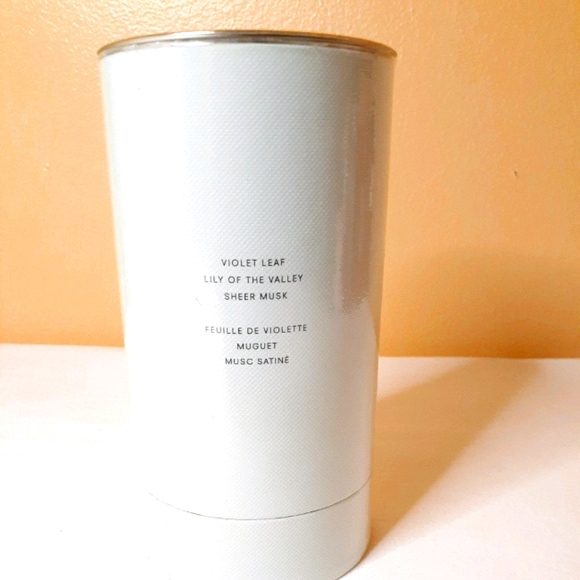 VIOLET LEAF
LILY OF THE VALLEY
SHEER MUSK
FEUILLE DE VIOLETTE
MUGUET
MUSC SATINÉ